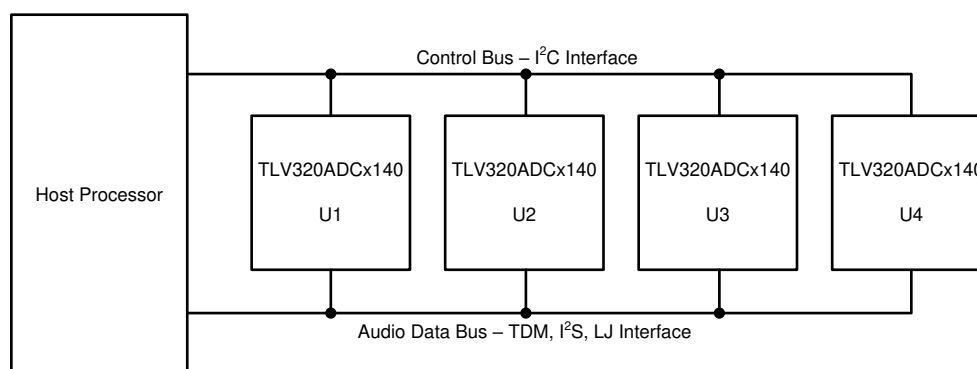 Control Bus – I²C Interface
TLV320ADCx140 TLV320ADCx140 TLV320ADCx140 TLV320ADCx140
Host Processor
U1 U2 U3 U4
Audio Data Bus – TDM, I²S, LJ Interface